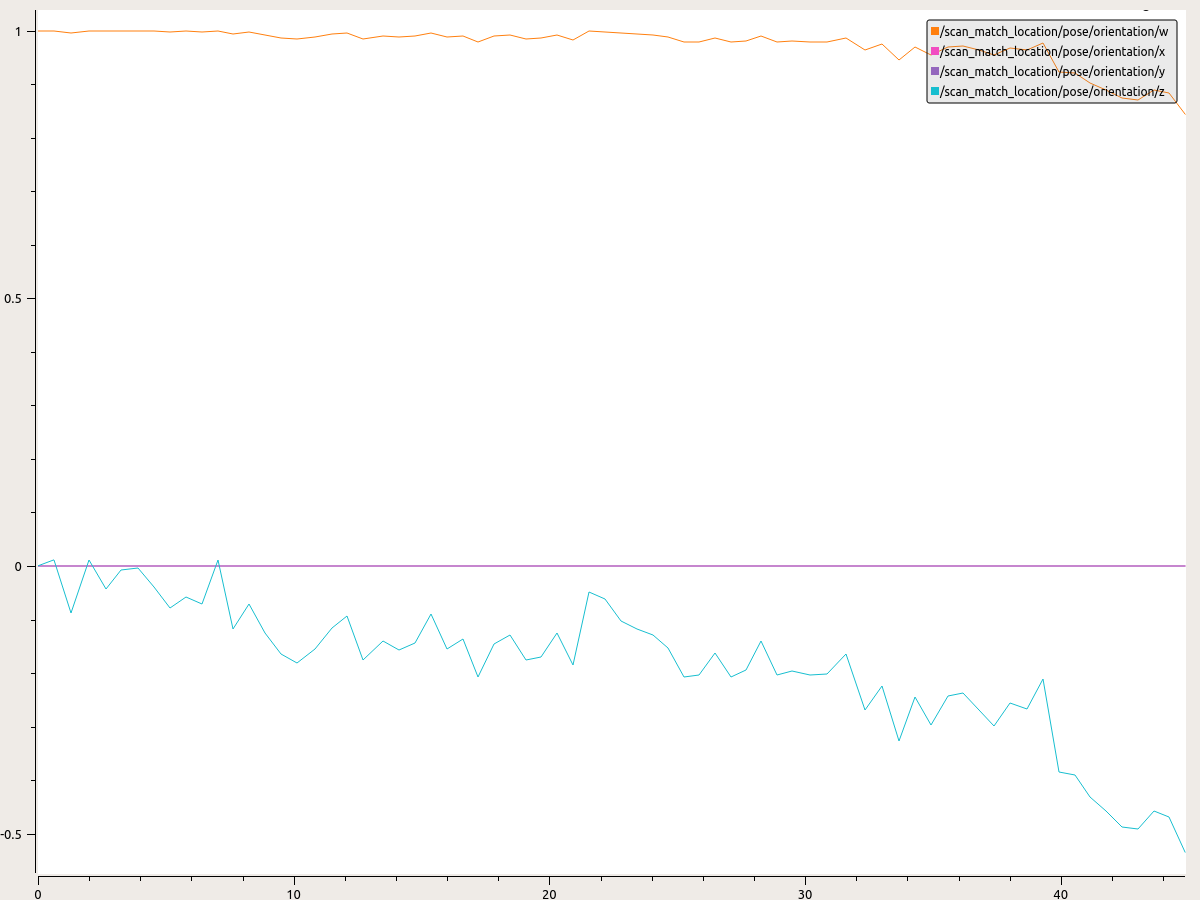 /scan_match_location/pose/orientation/w
/scan_match_location/pose/orientation/x
/scan_match_location/pose/orientation/y
/scan_match_location/pose/orientation/z
1
0.5
0
-0.5
0
10
20
30
40